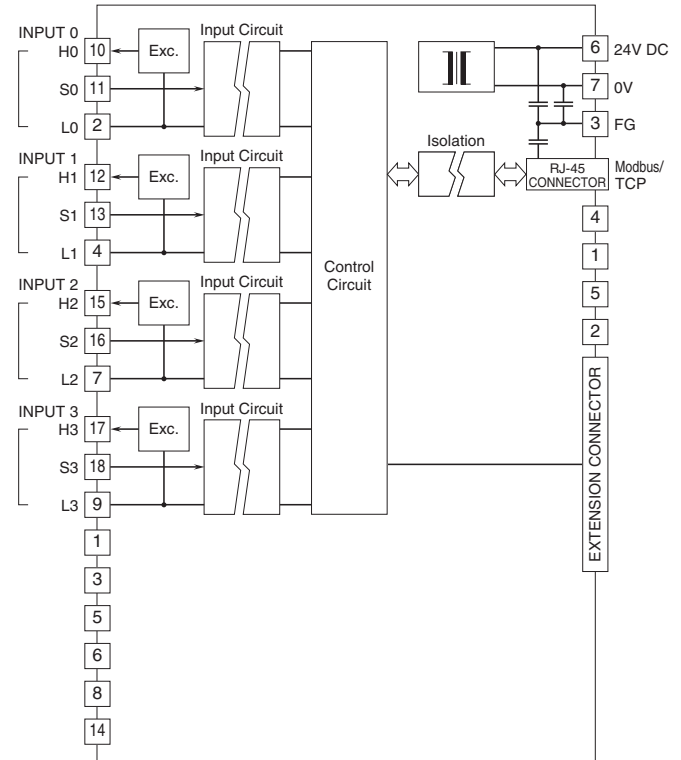 INPUT 0
H0 10 Exc. Input Circuit
S0 11
L0 2
INPUT 1
H1 12 Exc. Input Circuit
S1 13
L1 4
INPUT 2
H2 15 Exc. Input Circuit
S2 16
L2 7
INPUT 3
H3 17 Exc. Input Circuit
S3 18
L3 9
1
3
5
6
8
14
Control
Circuit
Isolation
6 24V DC
7 0V
3 FG
RJ-45
CONNECTOR
Modbus/
TCP
4
1
5
2
EXTENSION CONNECTOR